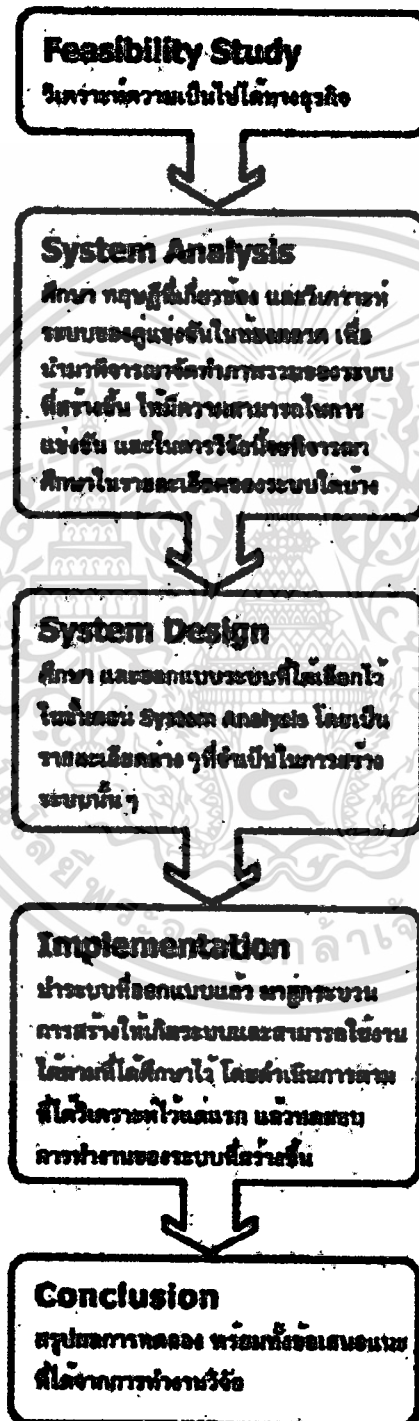 Feasibility Study
วิเคราะห์ความเป็นไปได้ทางธุรกิจ
System Analysis
ศึกษา ทฤษฎีที่เกี่ยวข้อง และวิเคราะห์
ระบบของคู่แข่งขันในท้องตลาด เพื่อ
นำมาพิจารณาจัดทำภาพรวมของระบบ
ที่สร้างขึ้น ให้มีความสามารถในการ
แข่งขัน และในการวิจัยนี้จะพิจารณา
ศึกษาในรายละเอียดของระบบใดบ้าง
System Design
ศึกษา และออกแบบระบบที่ได้เลือกไว้
ในขั้นตอน System Analysis โดยเป็น
รายละเอียดต่าง ๆที่จำเป็นในการสร้าง
ระบบนั้น ๆ
Implementation
นำระบบที่ออกแบบแล้ว มาสู่กระบวน
การสร้างให้เกิดระบบและสามารถใช้งาน
ได้ตามที่ได้ศึกษาไว้ โดยดำเนินการตาม
ที่ได้วิเคราะห์ไว้แต่แรก แล้วทดสอบ
การทำงานของระบบที่สร้างขึ้น
Conclusion
สรุปผลการทดลอง พร้อมทั้งข้อเสนอแนะ
ที่ได้จากการทำงานวิจัย